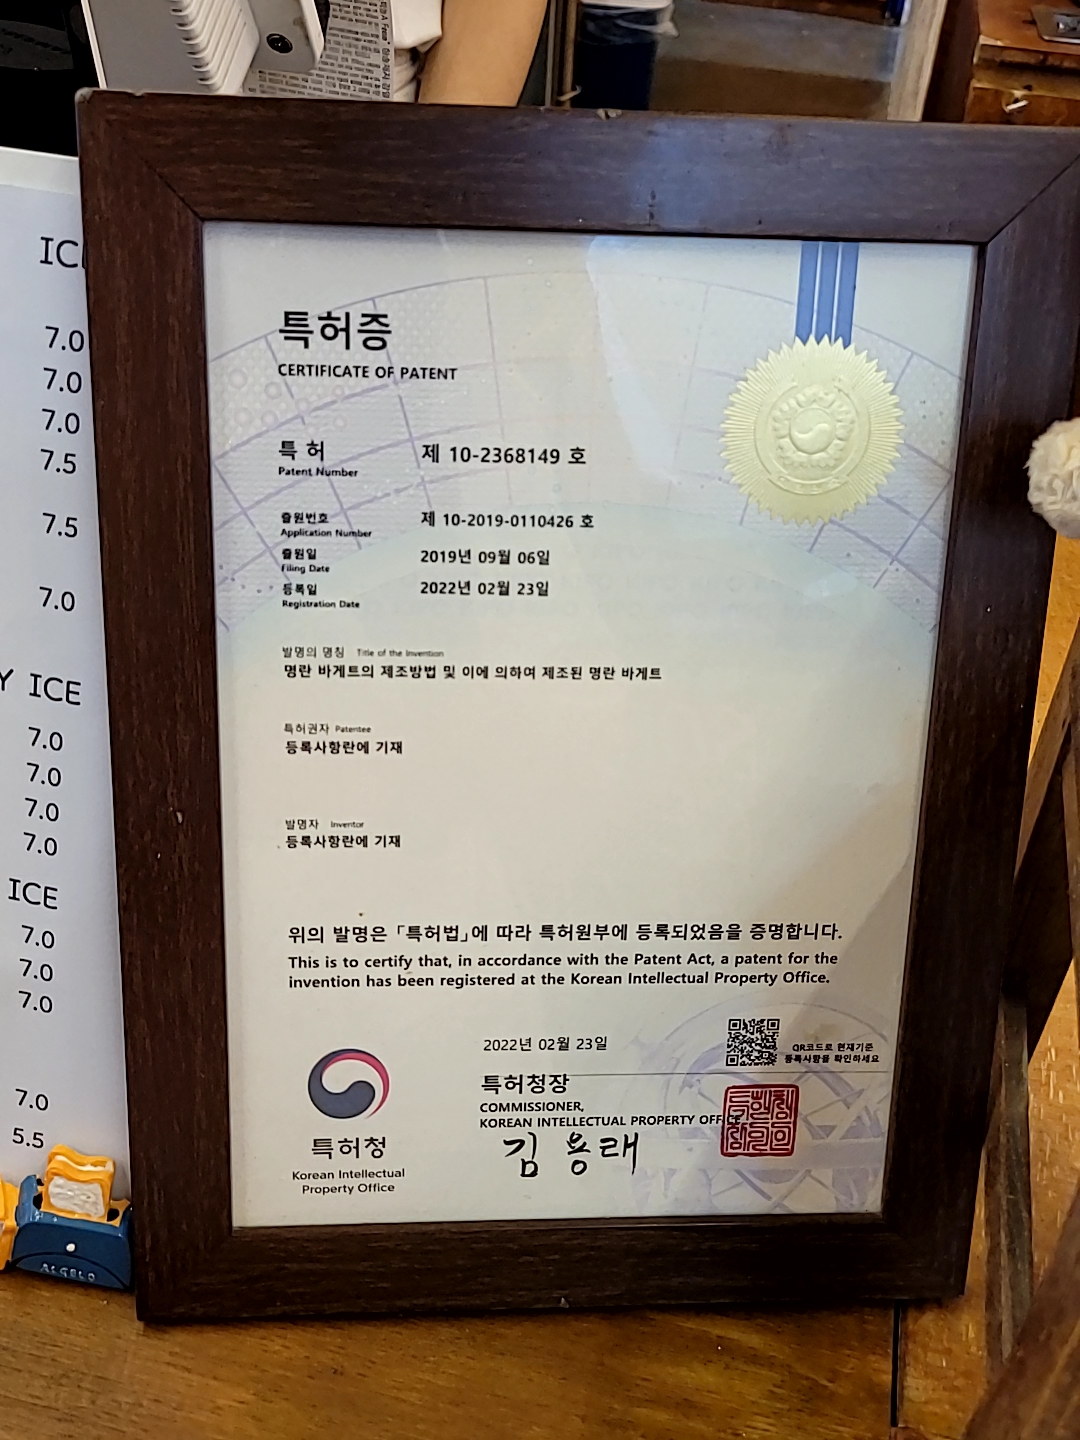 특허증
CERTIFICATE OF PATENT
특 허
Patent Number
제 10-2368149 호
출원번호
Application Number
제 10-2019-0110426 호
출원일
Filing Date
2019년 09월 06일
등록일
Registration Date
2022년 02월 23일
발명의 명칭 Title of the Invention
명란 바게트의 제조방법 및 이에 의하여 제조된 명란 바게트
특허권자 Patentee
등록사항란에 기재
발명자 Inventor
등록사항란에 기재
위의 발명은 「특허법」에 따라 특허원부에 등록되었음을 증명합니다.
This is to certify that, in accordance with the Patent Act, a patent for the
invention has been registered at the Korean Intellectual Property Office.
2022년 02월 23일
QR코드로 현재기준
등록사항을 확인하세요
특허청장
COMMISSIONER,
KOREAN INTELLECTUAL PROPERTY OFFICE
김용래
특허청
Korean Intellectual
Property Office
ICE
7.0
7.0
7.0
7.5
7.5
7.0
Y ICE
7.0
7.0
7.0
7.0
ICE
7.0
7.0
7.0
7.0
5.5